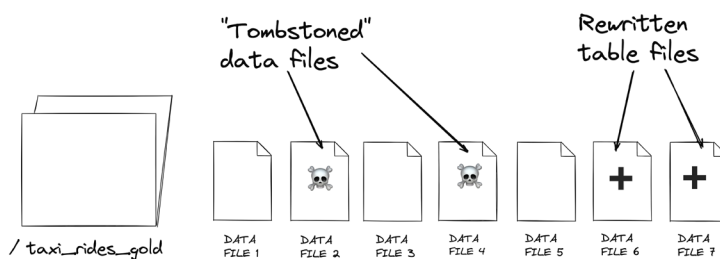 "Tombstoned"
data files
Rewritten
table files
/ taxi_rides_gold
DATA
FILE 1
DATA
FILE 2
DATA
FILE 3
DATA
FILE 4
DATA
FILE 5
DATA
FILE 6
DATA
FILE 7